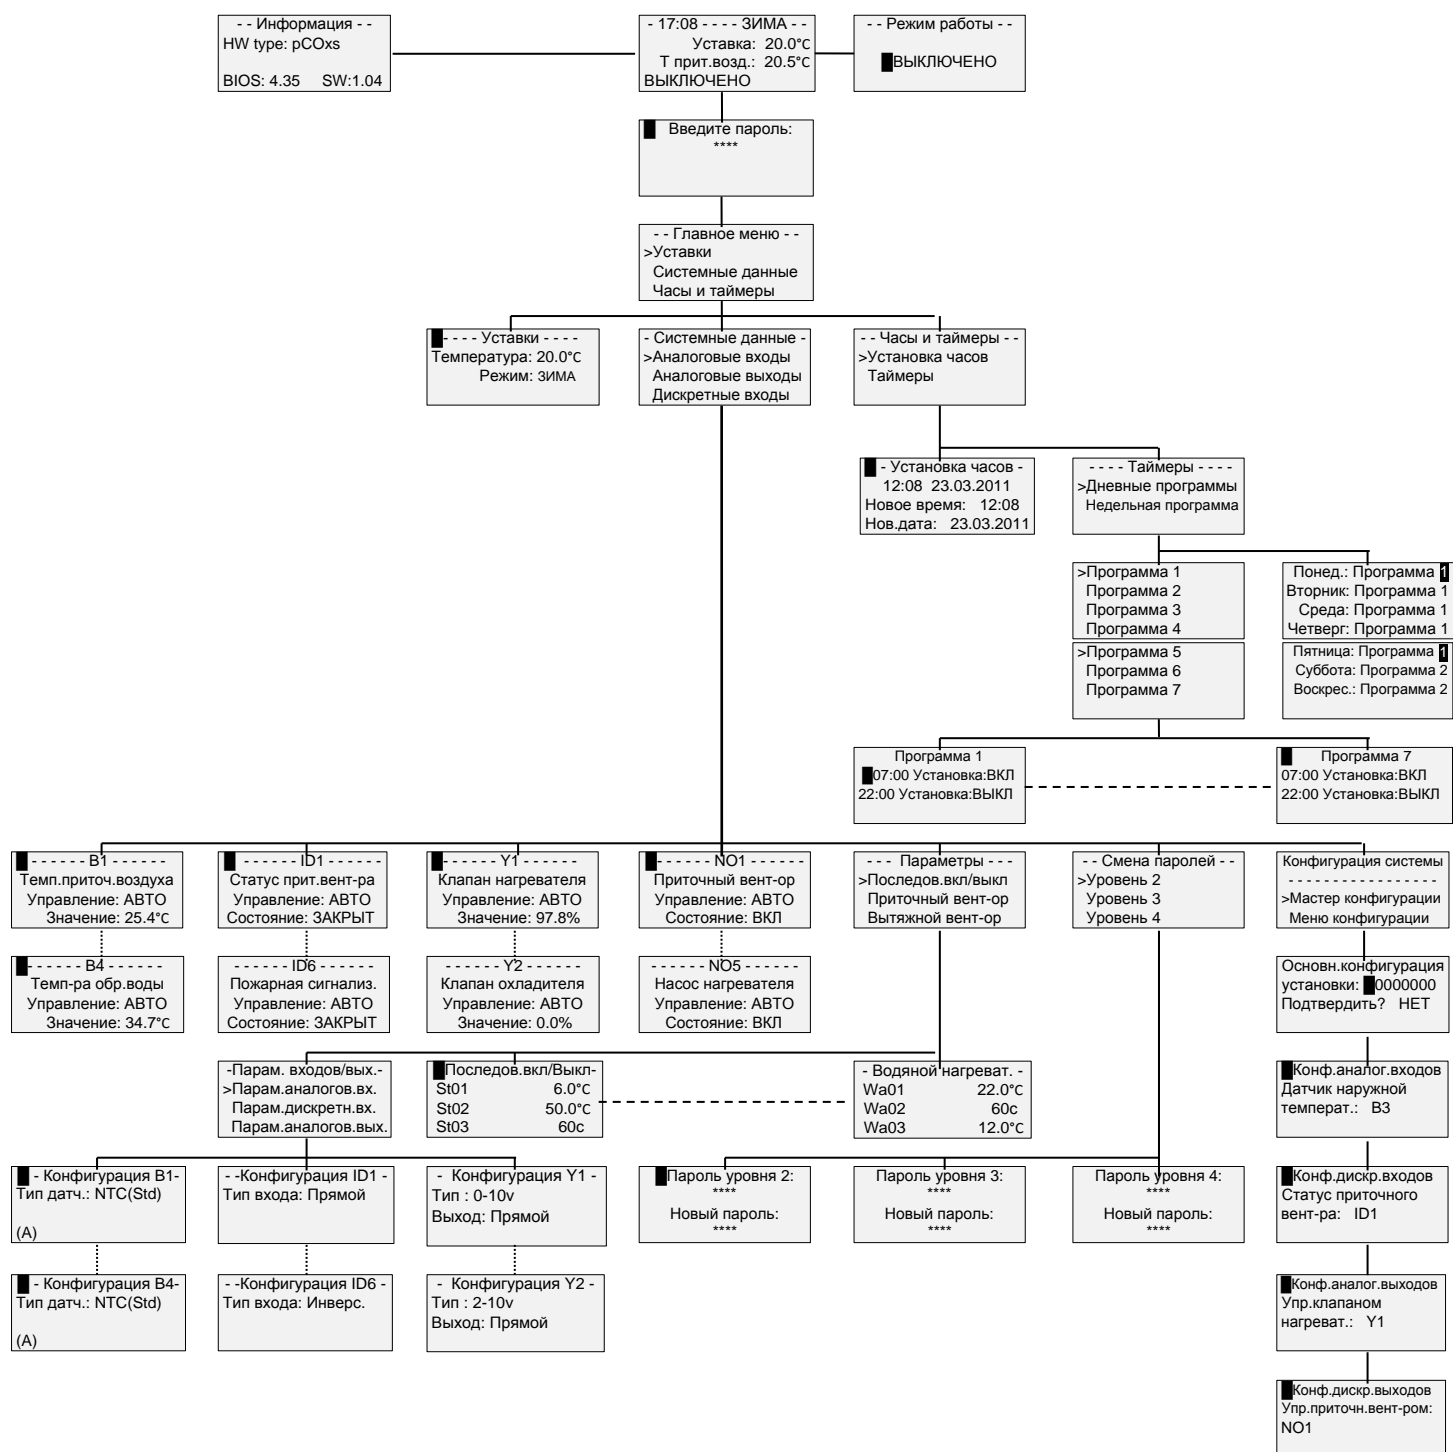 - - Информация - -
HW type: pCOxs
BIOS: 4.35 SW:1.04
- 17:08 - - - - ЗИМА - -
Уставка: 20.0°C
Т прит.возд.: 20.5°C
ВЫКЛЮЧЕНО
- - Режим работы - -
ВЫКЛЮЧЕНО
Введите пароль:
****
- - Главное меню - -
>Уставки
Системные данные
Часы и таймеры
- - - - Уставки - - - -
Температура: 20.0°C
Режим: ЗИМА
- Системные данные -
>Аналоговые входы
Аналоговые выходы
Дискретные входы
- - Часы и таймеры - -
>Установка часов
Таймеры
- Установка часов -
12:08 23.03.2011
Новое время: 12:08
Нов.дата: 23.03.2011
- - - - Таймеры - - - -
>Дневные программы
Недельная программа
>Программа 1
Программа 2
Программа 3
Программа 4
Понед.: Программа 1
Вторник: Программа 1
Среда: Программа 1
Четверг: Программа 1
>Программа 5
Программа 6
Программа 7
Пятница: Программа 1
Суббота: Программа 2
Воскрес.: Программа 2
Программа 1
07:00 Установка:ВКЛ
22:00 Установка:ВЫКЛ
Программа 7
07:00 Установка:ВКЛ
22:00 Установка:ВЫКЛ
- - - - - - B1 - - - - - -
Темп.приточ.воздуха
Управление: АВТО
Значение: 25.4°C
- - - - - - ID1 - - - - - -
Статус прит.вент-ра
Управление: АВТО
Состояние: ЗАКРЫТ
- - - - - - Y1 - - - - - -
Клапан нагревателя
Управление: АВТО
Значение: 97.8%
- - - - - - NO1 - - - - - -
Приточный вент-ор
Управление: АВТО
Состояние: ВКЛ
- - - Параметры - - -
>Последов.вкл/выкл
Приточный вент-ор
Вытяжной вент-ор
- - Смена паролей - -
>Уровень 2
Уровень 3
Уровень 4
Конфигурация системы
- - - - - - - - - - - - - - - - -
>Мастер конфигурации
Меню конфигурации
- - - - - - B4 - - - - - -
Темп-ра обр.воды
Управление: АВТО
Значение: 34.7°C
- - - - - - ID6 - - - - - -
Пожарная сигнализ.
Управление: АВТО
Состояние: ЗАКРЫТ
- - - - - - Y2 - - - - - -
Клапан охладителя
Управление: АВТО
Значение: 0.0%
- - - - - - NO5 - - - - - -
Насос нагревателя
Управление: АВТО
Состояние: ВКЛ
Основн.конфигурация
установки: 0000000
Подтвердить? НЕТ
-Парам. входов/вых.-
>Парам.аналогов.вх.
Парам.дискретн.вх.
Парам.аналогов.вых.
Последов.вкл/Выкл-
St01 6.0°C
St02 50.0°C
St03 60с
- Водяной нагреват. -
Wa01 22.0°C
Wa02 60с
Wa03 12.0°C
Конф.аналог.входов
Датчик наружной
температ.: B3
- Конфигурация B1-
Тип датч.: NTC(Std)
(A)
- -Конфигурация ID1 -
Тип входа: Прямой
- Конфигурация Y1 -
Тип : 0-10v
Выход: Прямой
Пароль уровня 2:
****
Новый пароль:
****
Пароль уровня 3:
****
Новый пароль:
****
Пароль уровня 4:
****
Новый пароль:
****
Конф.дискр.входов
Статус приточного
вент-ра: ID1
- Конфигурация B4-
Тип датч.: NTC(Std)
(A)
- -Конфигурация ID6 -
Тип входа: Инверс.
- Конфигурация Y2 -
Тип : 2-10v
Выход: Прямой
Конф.аналог.выходов
Упр.клапаном
нагреват.: Y1
Конф.дискр.выходов
Упр.приточн.вент-ром:
NO1